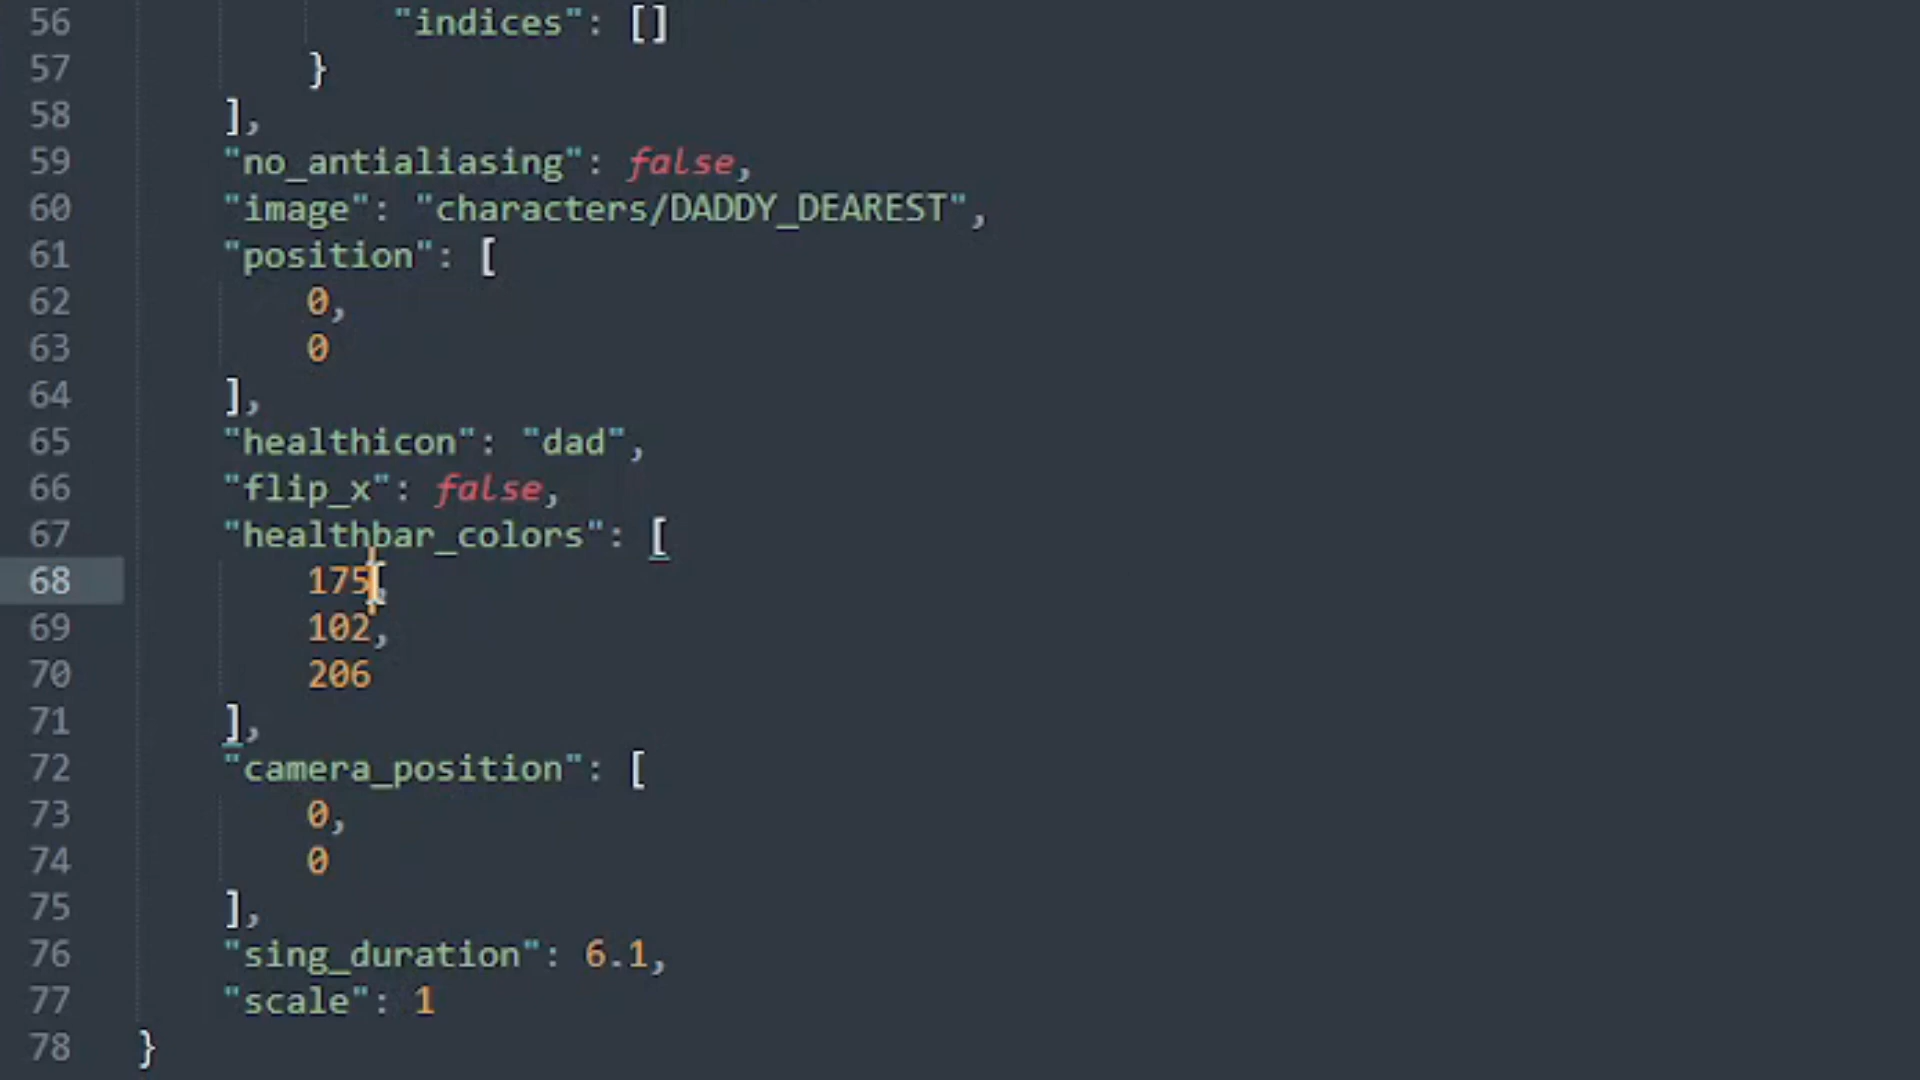 56 "indices": []
57 }
58 ],
59 "no_antialiasing": false,
60 "image": "characters/DADDY_DEAREST",
61 "position": [
62 0,
63 0
64 ],
65 "healthicon": "dad",
66 "flip_x": false,
67 "healthbar_colors": [
68 175,
69 102,
70 206
71 ],
72 "camera_position": [
73 0,
74 0
75 ],
76 "sing_duration": 6.1,
77 "scale": 1
78 }